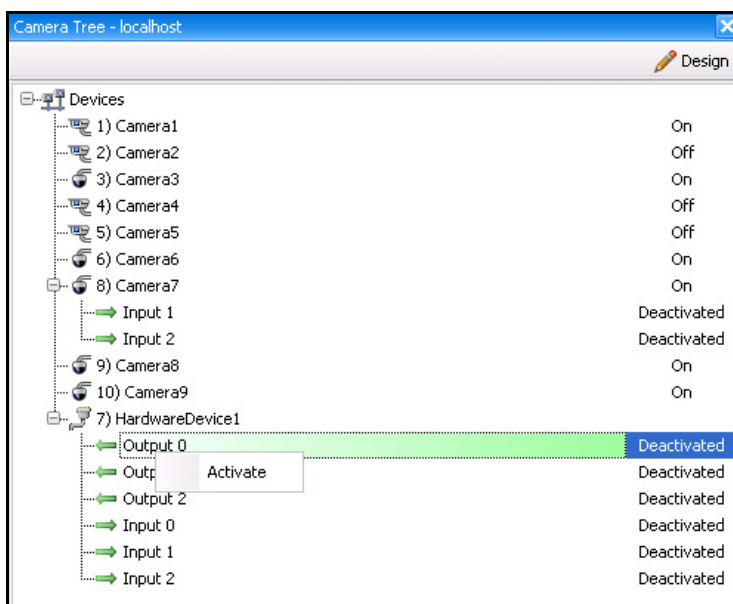 Camera Tree - localhost
Design
Devices
1) Camera1 On
2) Camera2 Off
3) Camera3 On
4) Camera4 Off
5) Camera5 Off
6) Camera6 On
8) Camera7 On
Input 1 Deactivated
Input 2 Deactivated
9) Camera8 On
10) Camera9 On
7) HardwareDevice1
Output 0 Deactivated
Outp Activate Deactivated
Output 2 Deactivated
Input 0 Deactivated
Input 1 Deactivated
Input 2 Deactivated